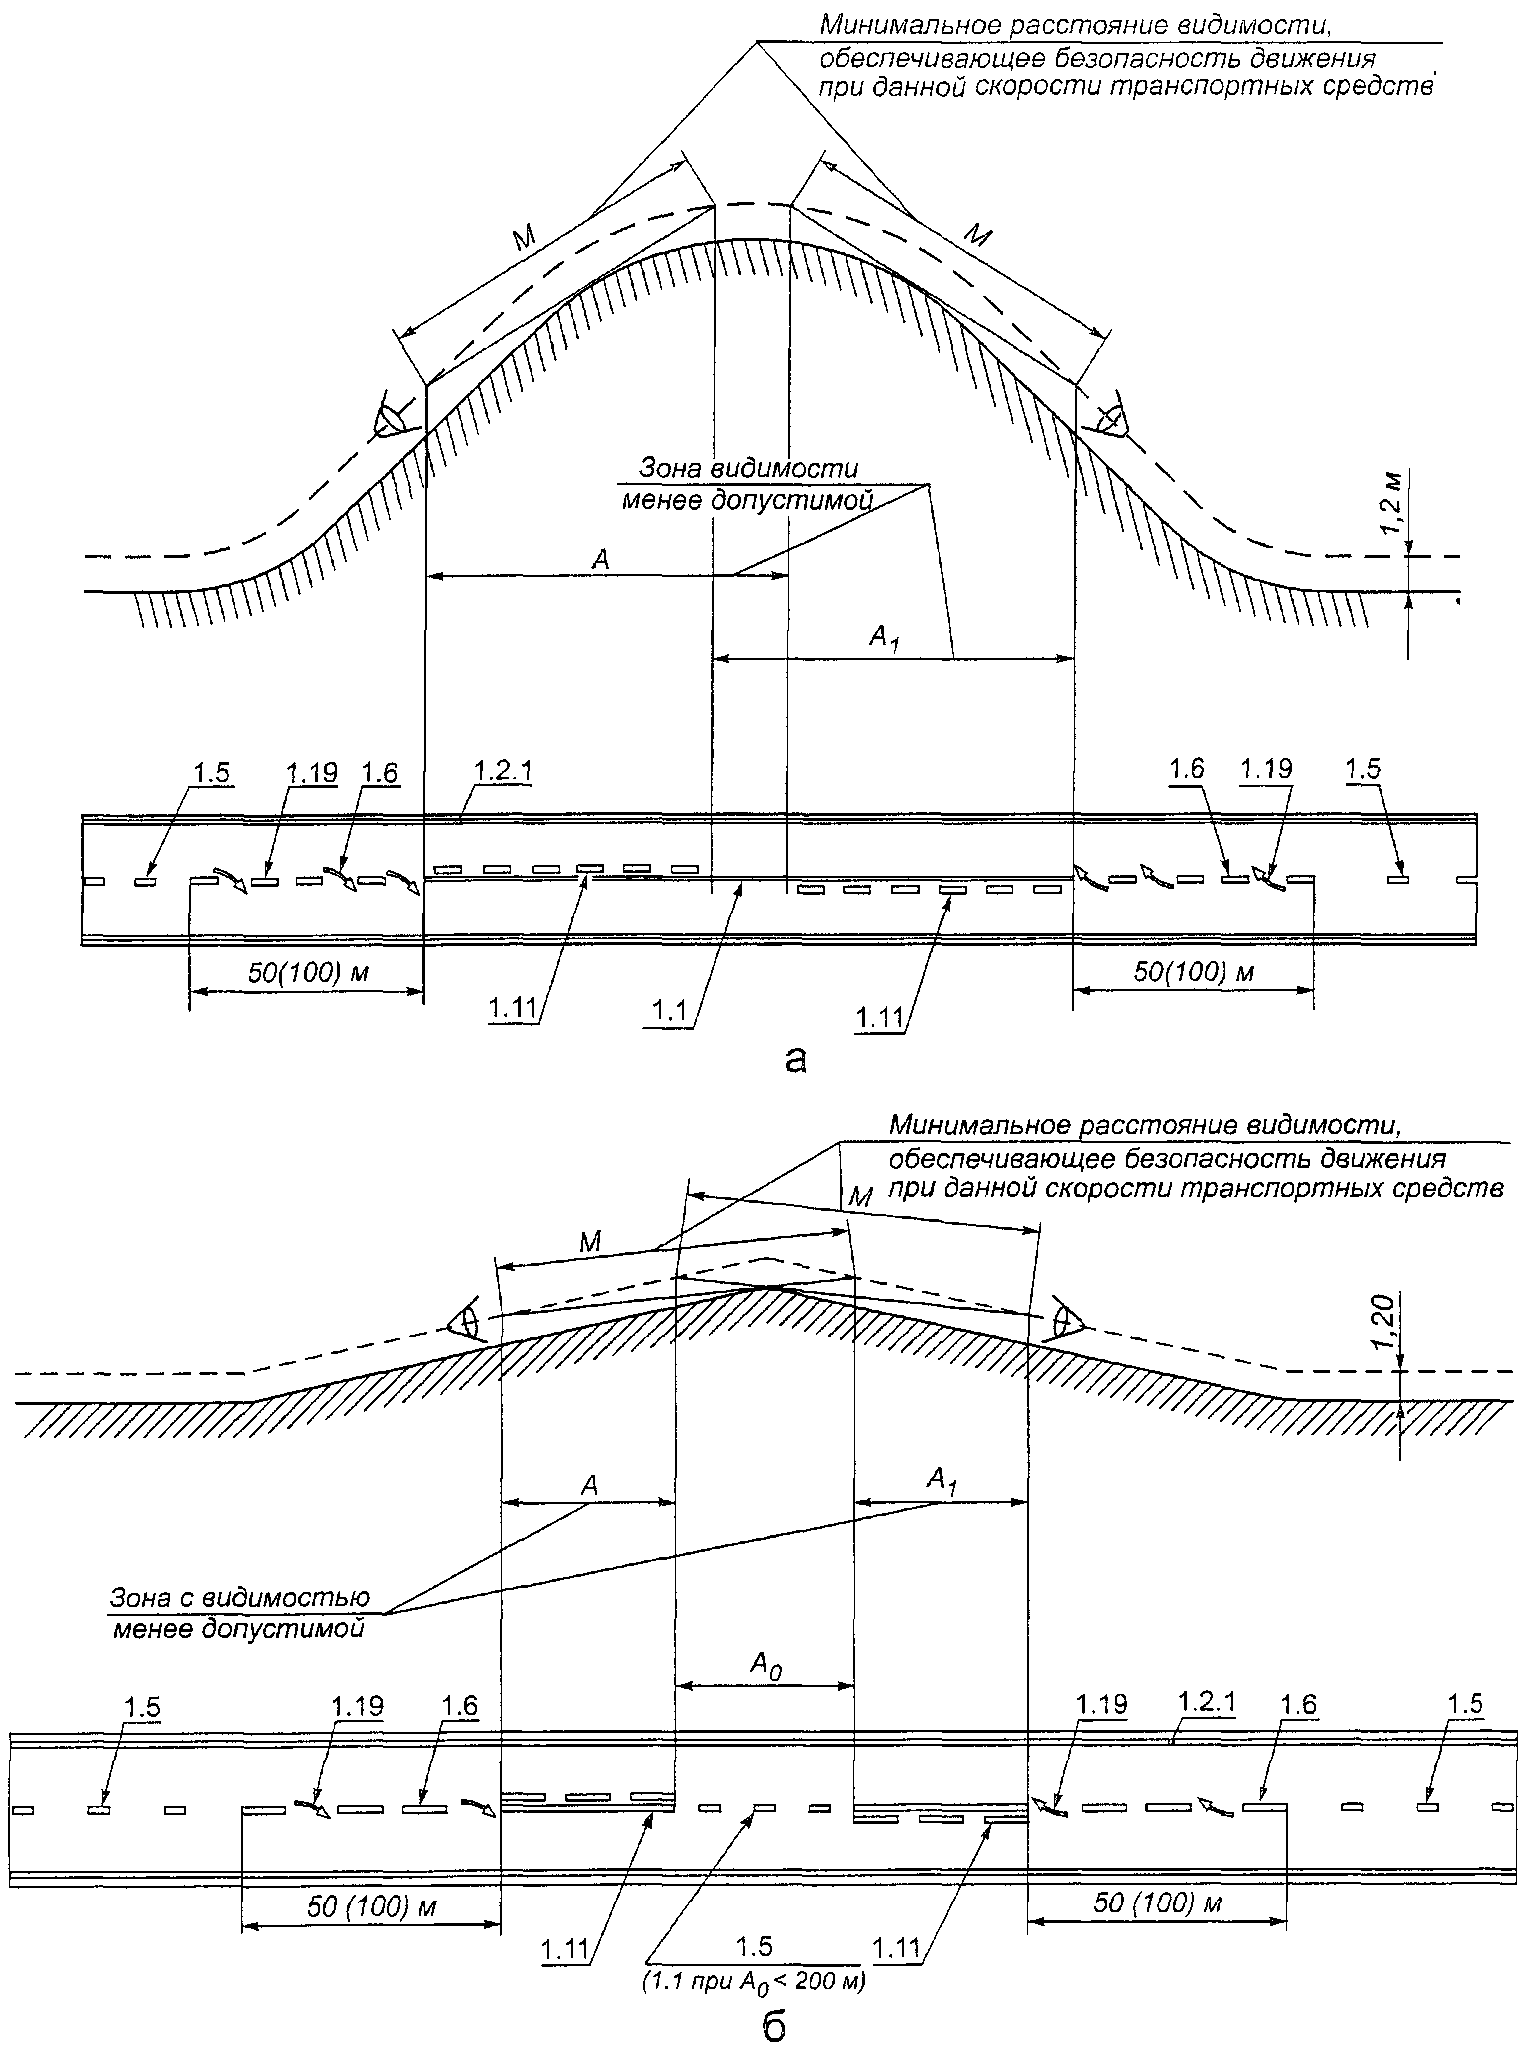 Минимальное расстояние видимости,
обеспечивающее безопасность движения
при данной скорости транспортных средств
М
М
Зона видимости
менее допустимой
1,2 м
А
А1
1.5
1.19
1.6
1.2.1
1.6
1.19
1.5
50(100) м
50(100) м
1.11
1.1
1.11
а
Минимальное расстояние видимости,
обеспечивающее безопасность движения
при данной скорости транспортных средств
М
М
1,20
А
А1
Зона с видимостью
менее допустимой
А0
1.5
1.19
1.6
1.19
1.2.1
1.6
1.5
50 (100) м
50 (100) м
1.11
1.5
1.11
(1.1 при А0 < 200 м)
б